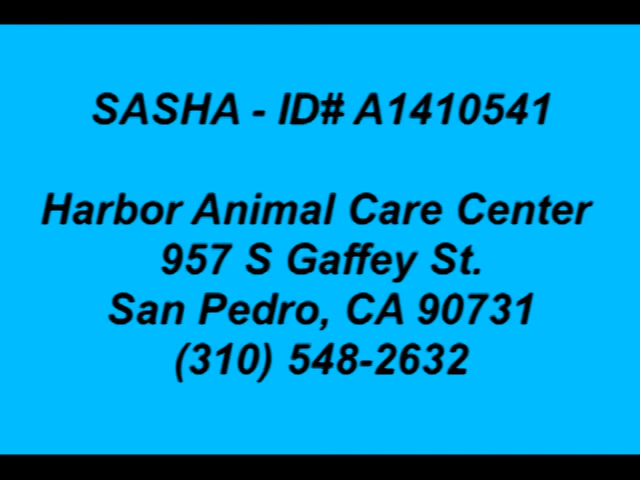 SASHA - ID# A1410541
Harbor Animal Care Center
957 S Gaffey St.
San Pedro, CA 90731
(310) 548-2632